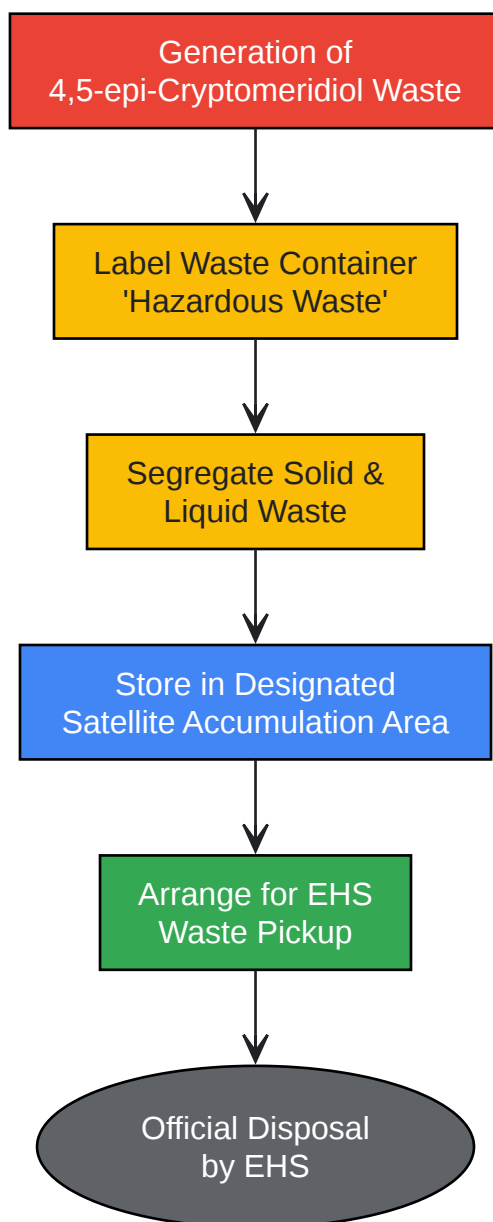 Generation of
4,5-epi-Cryptomeridiol Waste
Label Waste Container
'Hazardous Waste'
Segregate Solid &
Liquid Waste
Store in Designated
Satellite Accumulation Area
Arrange for EHS
Waste Pickup
Official Disposal
by EHS